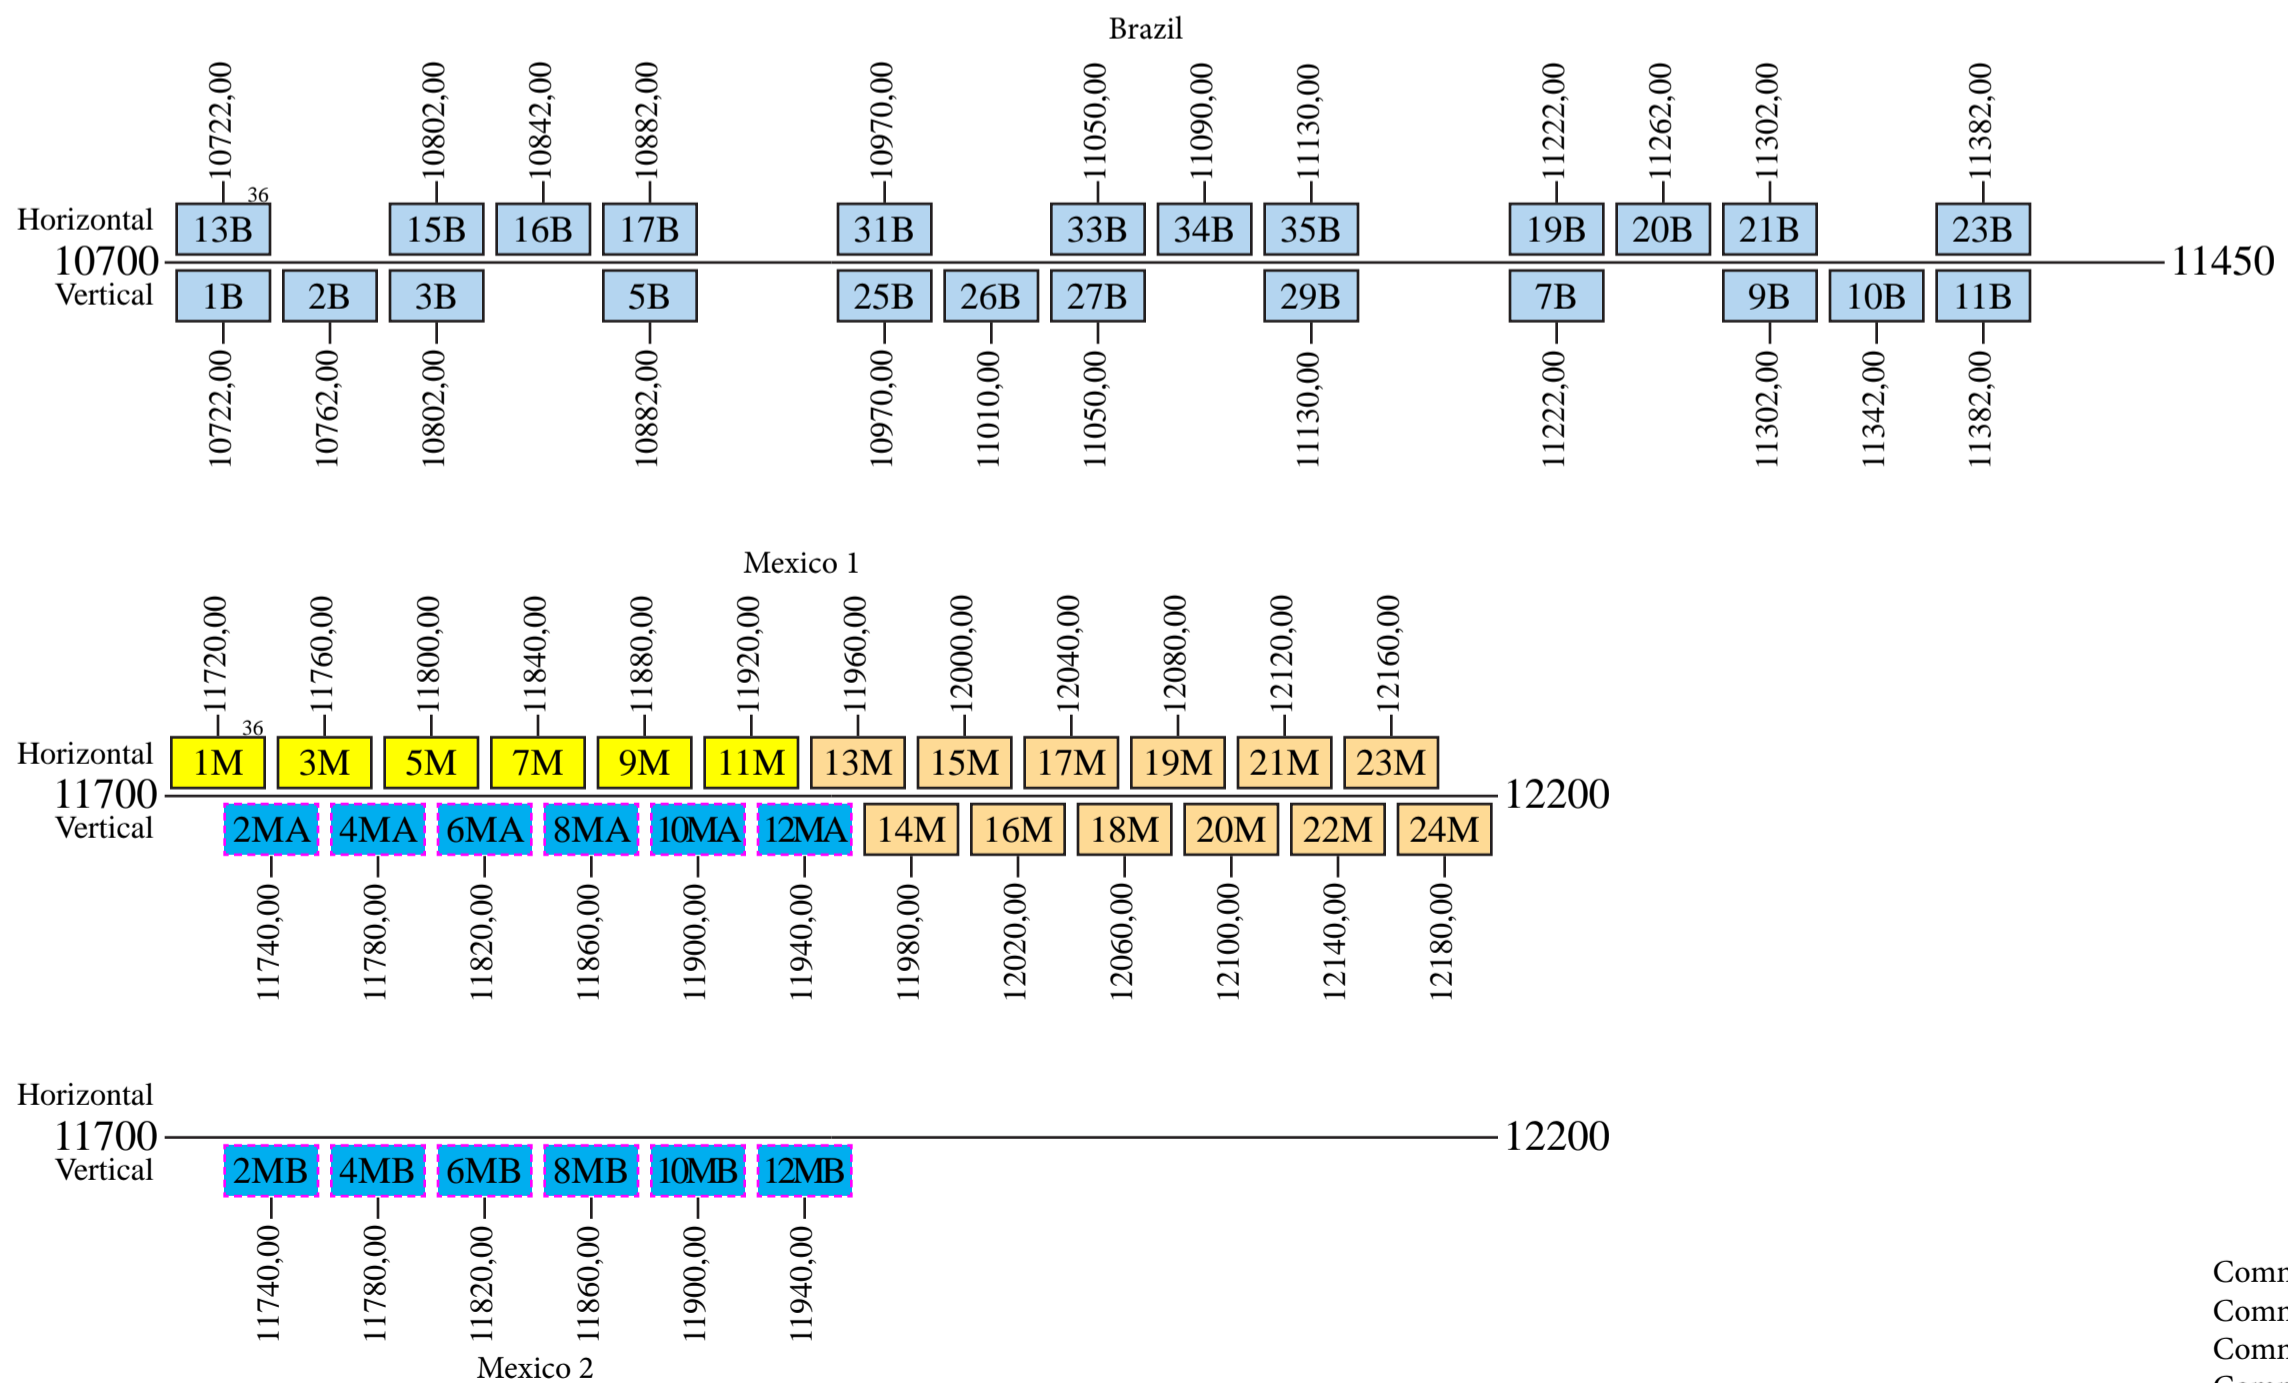 Brazil
10722,00 10802,00 10842,00 10882,00 10970,00 11050,00 11090,00 11130,00 11222,00 11262,00 11302,00 11382,00
36
Horizontal 13B 15B 16B 17B 31B 33B 34B 35B 19B 20B 21B 23B
10700 11450
Vertical 1B 2B 3B 5B 25B 26B 27B 29B 7B 9B 10B 11B
10722,00 10762,00 10802,00 10882,00 10970,00 11010,00 11050,00 11130,00 11222,00 11302,00 11342,00 11382,00
Mexico 1
11720,00 11760,00 11800,00 11840,00 11880,00 11920,00 11960,00 12000,00 12040,00 12080,00 12120,00 12160,00
36
Horizontal 1M 3M 5M 7M 9M 11M 13M 15M 17M 19M 21M 23M
11700 12200
Vertical 2MA 4MA 6MA 8MA 10MA 12MA 14M 16M 18M 20M 22M 24M
11740,00 11780,00 11820,00 11860,00 11900,00 11940,00 11980,00 12020,00 12060,00 12100,00 12140,00 12180,00
Horizontal
11700 12200
Vertical 2MB 4MB 6MB 8MB 10MB 12MB
11740,00 11780,00 11820,00 11860,00 11900,00 11940,00
Mexico 2